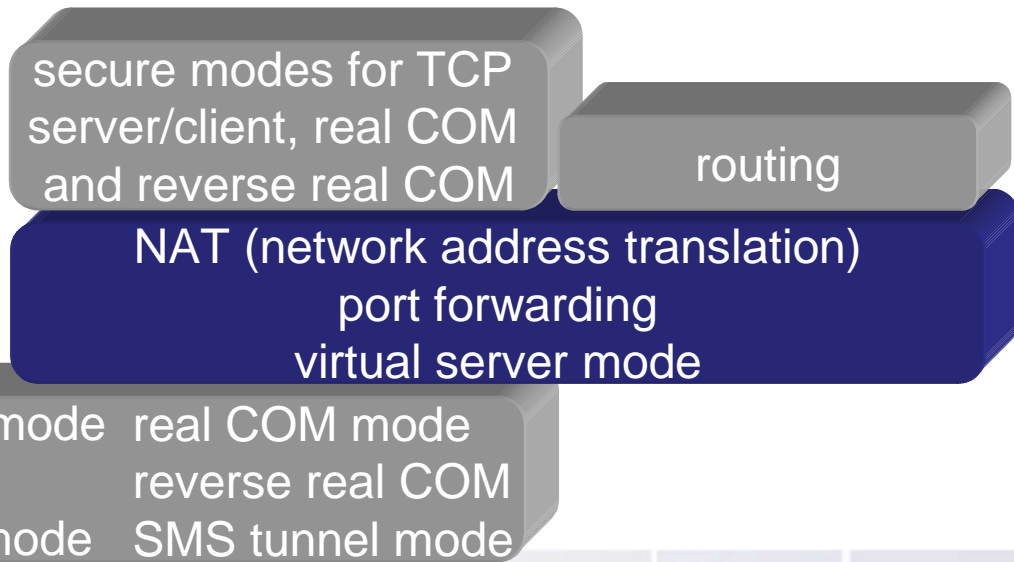 secure modes for TCP
server/client, real COM
and reverse real COM
routing
NAT (network address translation)
port forwarding
virtual server mode
mode real COM mode
reverse real COM
mode SMS tunnel mode